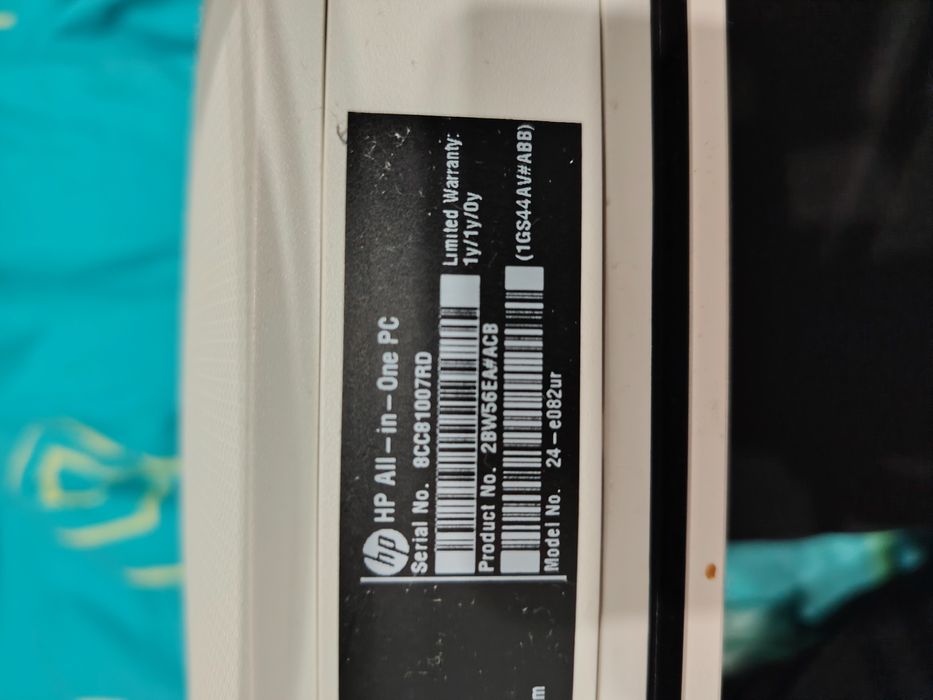 hp HP All-in-One PC
Serial No. 8CC81007RD
Limited Warranty:
1y/1y/0y
Product No. 2BW56EA#ACB
(1GS44AV#ABB)
Model No. 24-e082ur
m